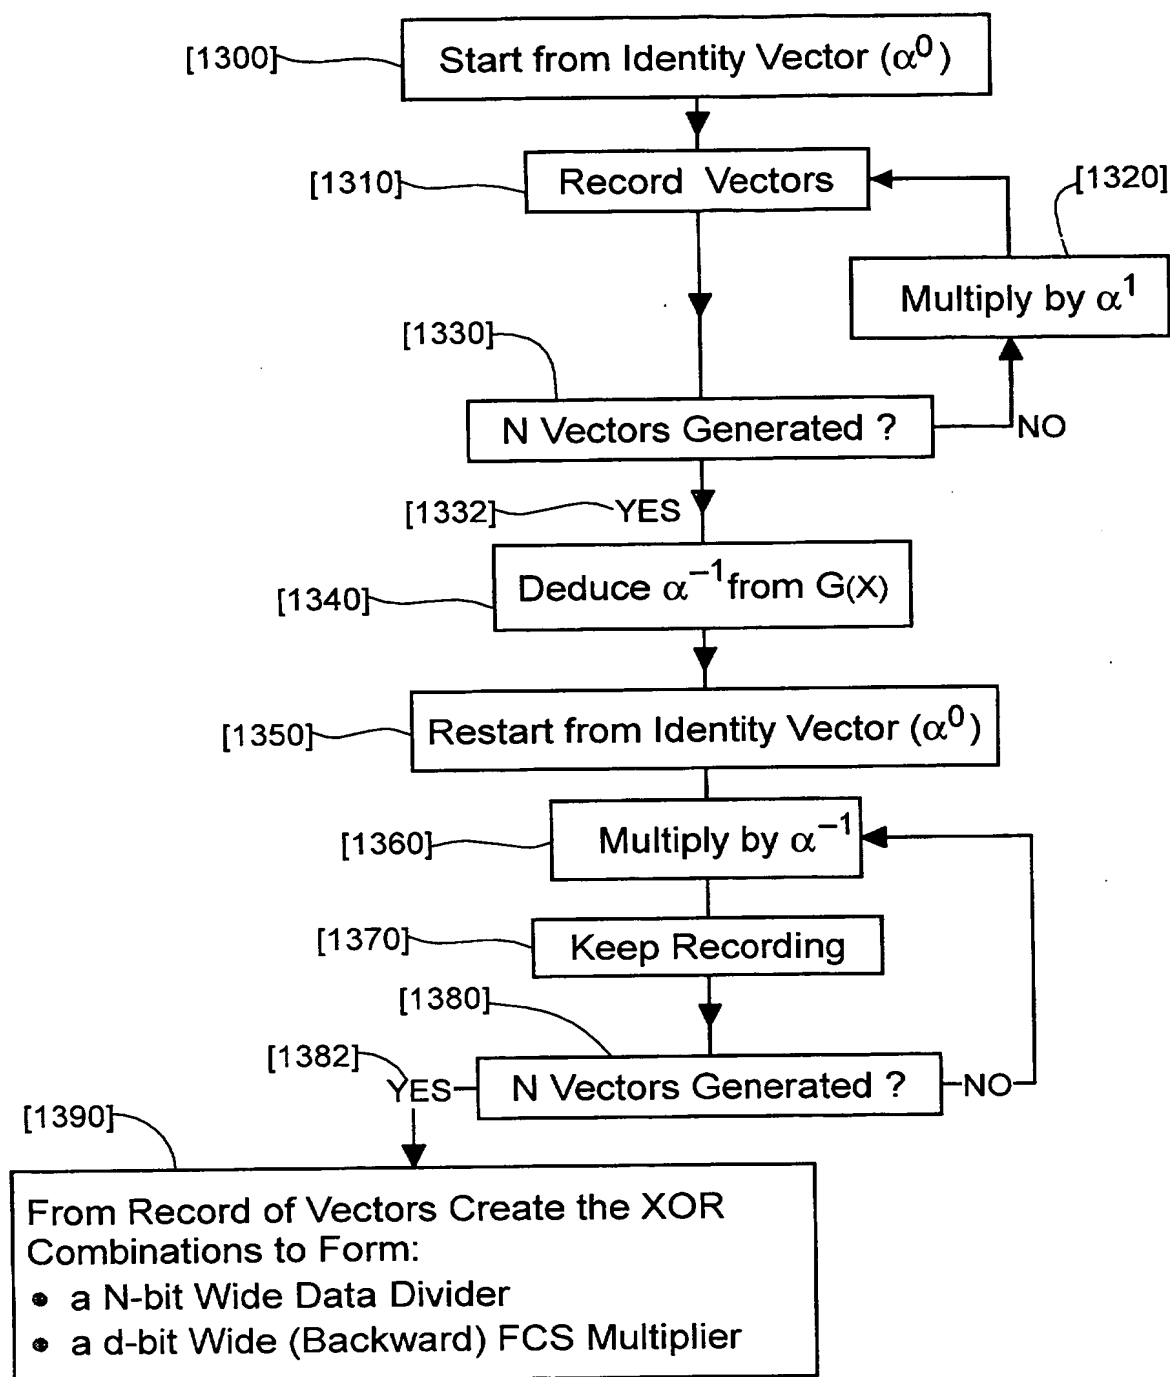 [1300]
Start from Identity Vector (α⁰)
[1310]
Record Vectors
[1320]
Multiply by α¹
[1330]
N Vectors Generated ?
NO
[1332]
YES
Deduce α⁻¹ from G(X)
[1340]
Restart from Identity Vector (α⁰)
[1350]
Multiply by α⁻¹
[1360]
Keep Recording
[1370]
[1380]
N Vectors Generated ?
NO
[1382]
YES
[1390]
From Record of Vectors Create the XOR
Combinations to Form:
• a N-bit Wide Data Divider
• a d-bit Wide (Backward) FCS Multiplier